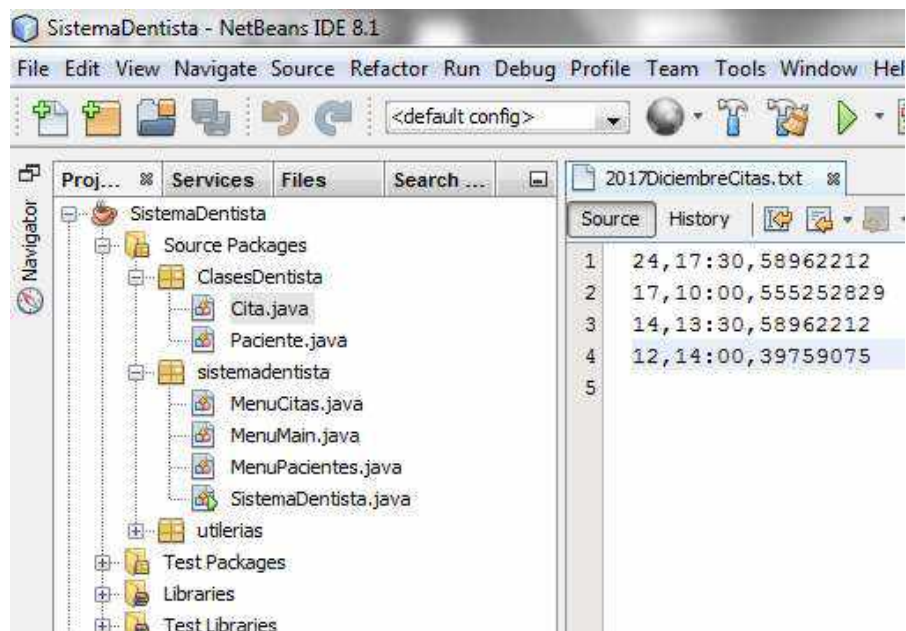 SistemaDentista - NetBeans IDE 8.1
File Edit View Navigate Source Refactor Run Debug Profile Team Tools Window Hel
<default config>
Proj... Services Files Search ...
2017DiciembreCitas.txt
Navigator
Source History
SistemaDentista
Source Packages
ClasesDentista
Cita.java
Paciente.java
sistemadentista
MenuCitas.java
MenuMain.java
MenuPacientes.java
SistemaDentista.java
utilerias
Test Packages
Libraries
Test Libraries
1 24,17:30,58962212
2 17,10:00,555252829
3 14,13:30,58962212
4 12,14:00,39759075
5